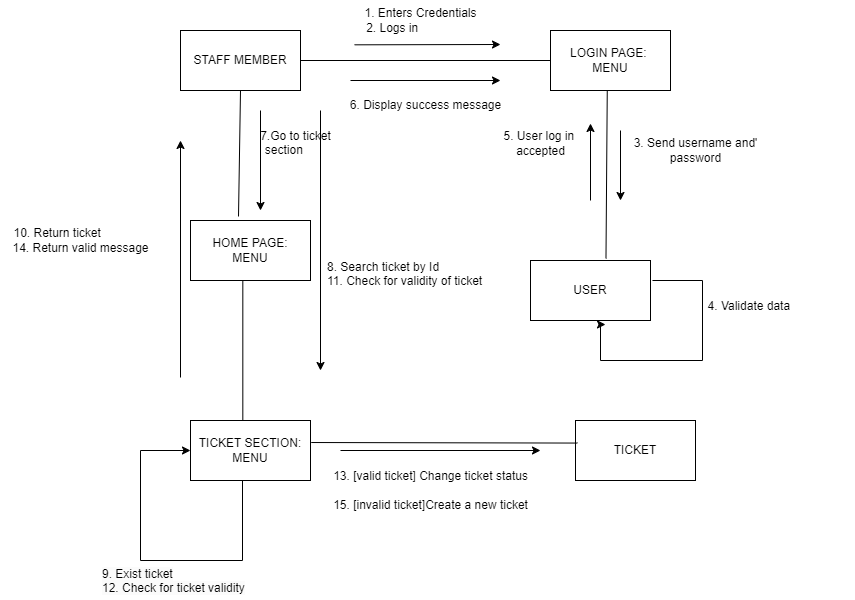 1. Enters Credentials
2. Logs in
STAFF MEMBER
LOGIN PAGE:
MENU
6. Display success message
7.Go to ticket
section
5. User log in
accepted
3. Send username and'
password
10. Return ticket
14. Return valid message
HOME PAGE:
MENU
8. Search ticket by Id
11. Check for validity of ticket
USER
4. Validate data
TICKET SECTION:
MENU
TICKET
13. [valid ticket] Change ticket status
15. [invalid ticket]Create a new ticket
9. Exist ticket
12. Check for ticket validity